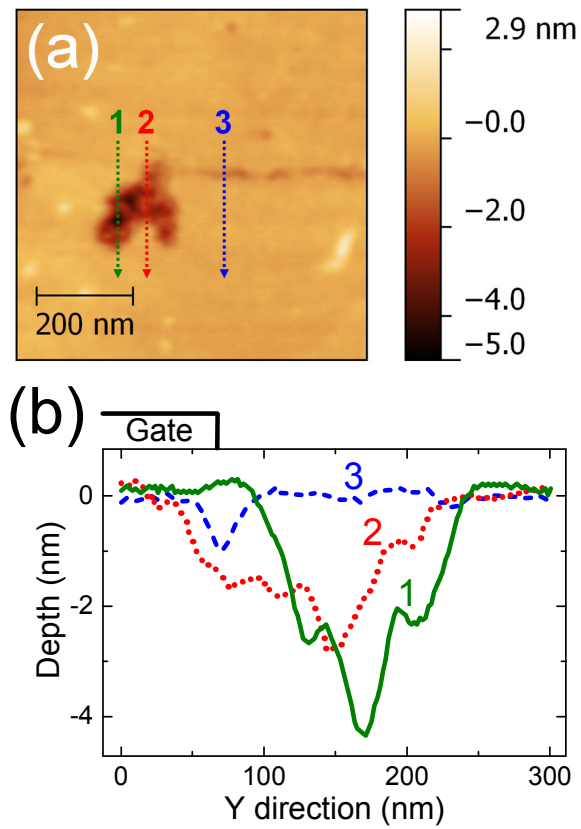 (a)
1 2 3
200 nm
2.9 nm
−0.0
−2.0
−4.0
−5.0
(b)
Gate
3
2
1
0
-2
-4
Depth (nm)
0 100 200 300
Y direction (nm)